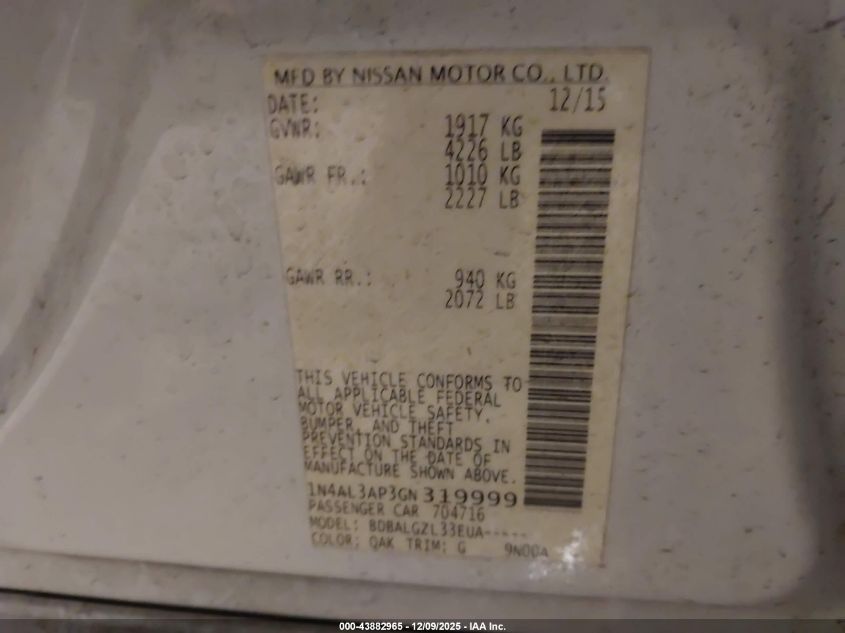 MFD BY NISSAN MOTOR CO., LTD.
DATE: 12/15
GVWR: 1917 KG
4226 LB
GAWR FR.: 1010 KG
2227 LB
GAWR RR.: 940 KG
2072 LB
THIS VEHICLE CONFORMS TO
ALL APPLICABLE FEDERAL
MOTOR VEHICLE SAFETY,
BUMPER, AND THEFT
PREVENTION STANDARDS IN
EFFECT ON THE DATE OF
MANUFACTURE SHOWN ABOVE.
1N4AL3AP3GN319999
PASSENGER CAR 704716
MODEL: BDBALGZL33EUA-----
COLOR: QAK TRIM: G 9N00A
000-43882965 - 12/09/2025 - IAA Inc.